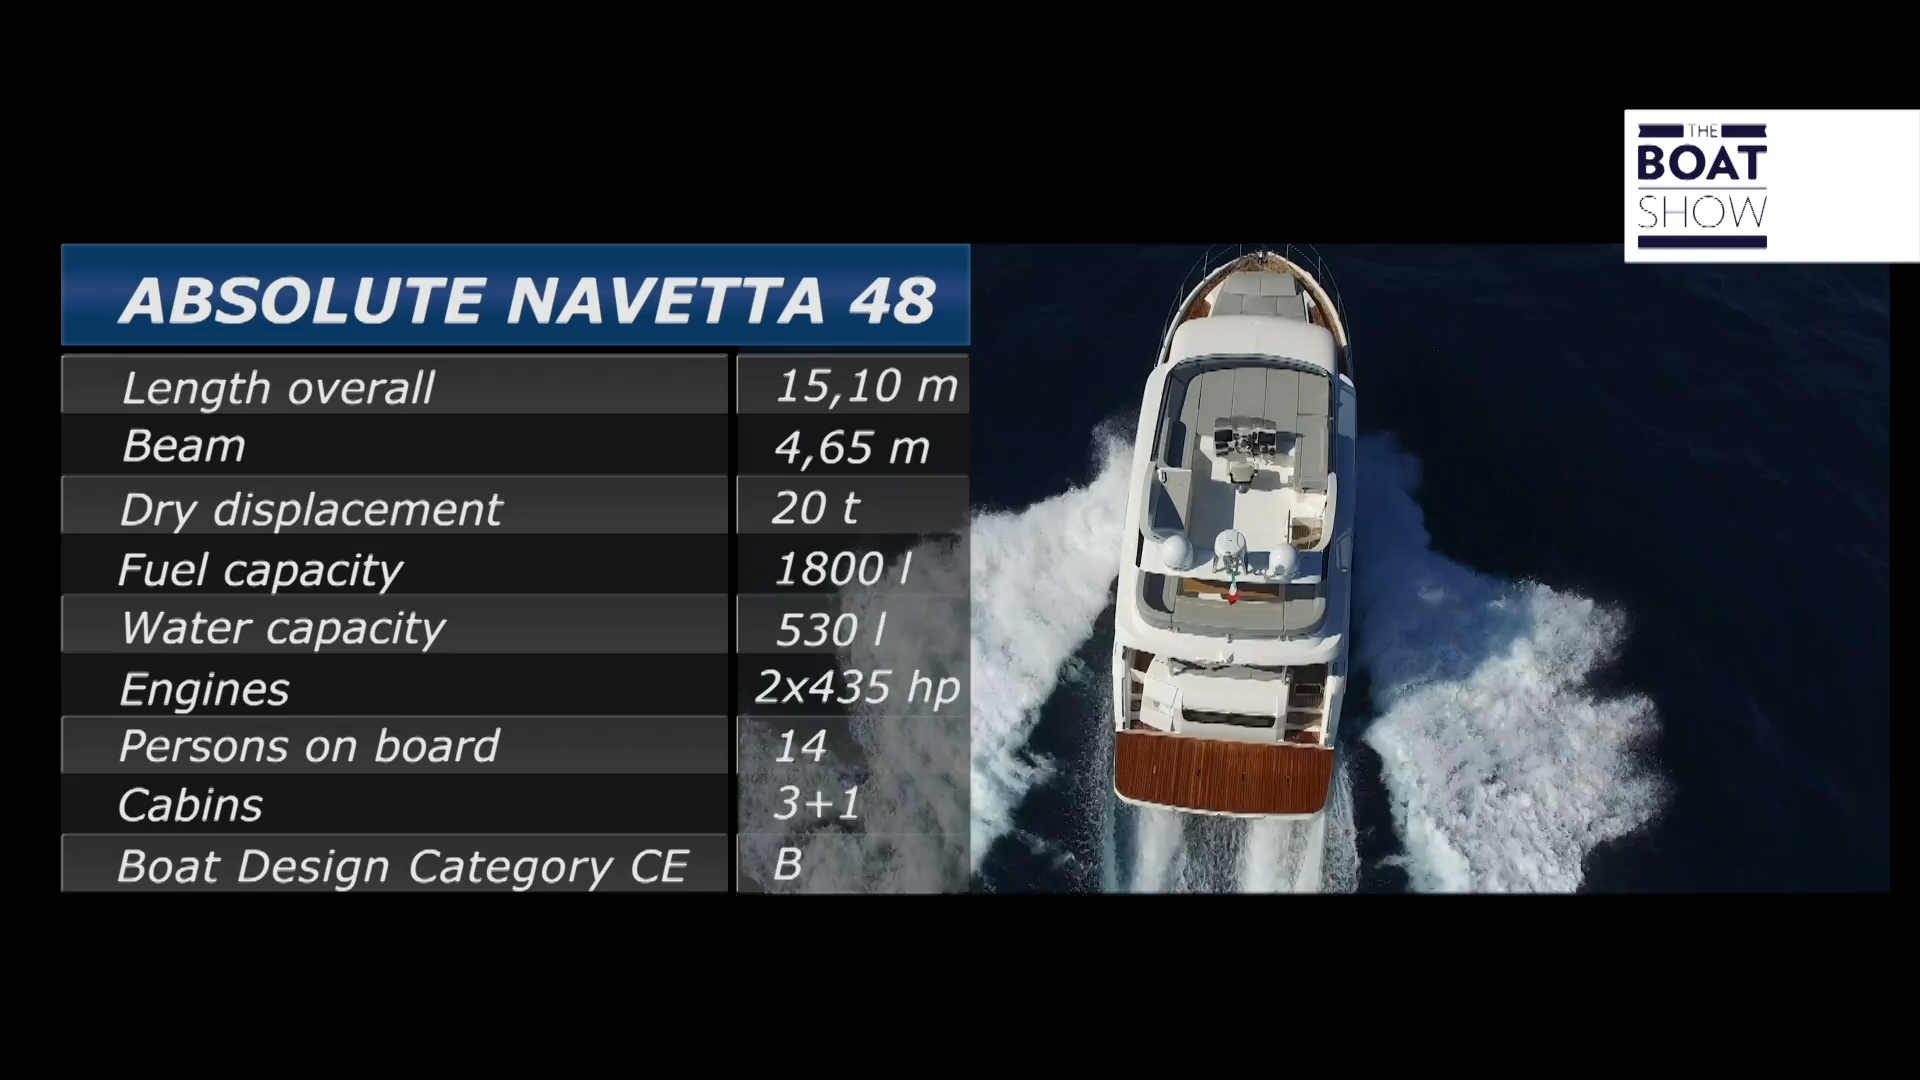 THE
BOAT
SHOW
ABSOLUTE NAVETTA 48
Length overall 15,10 m
Beam 4,65 m
Dry displacement 20 t
Fuel capacity 1800 l
Water capacity 530 l
Engines 2x435 hp
Persons on board 14
Cabins 3+1
Boat Design Category CE B